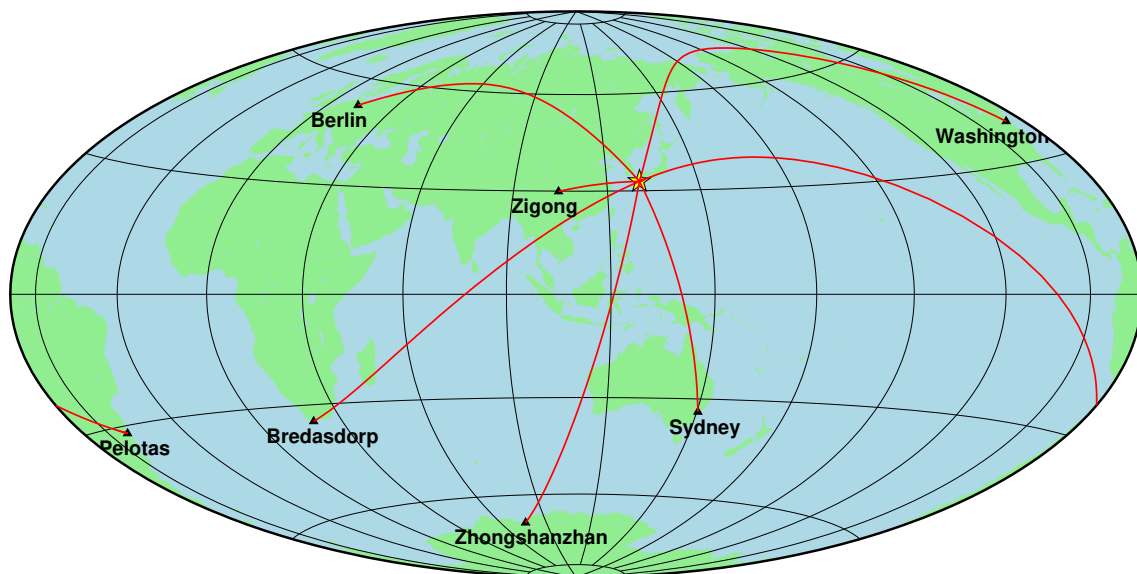 Berlin
Washington
Zigong
Bredasdorp
Sydney
Pelotas
Zhongshanzhan